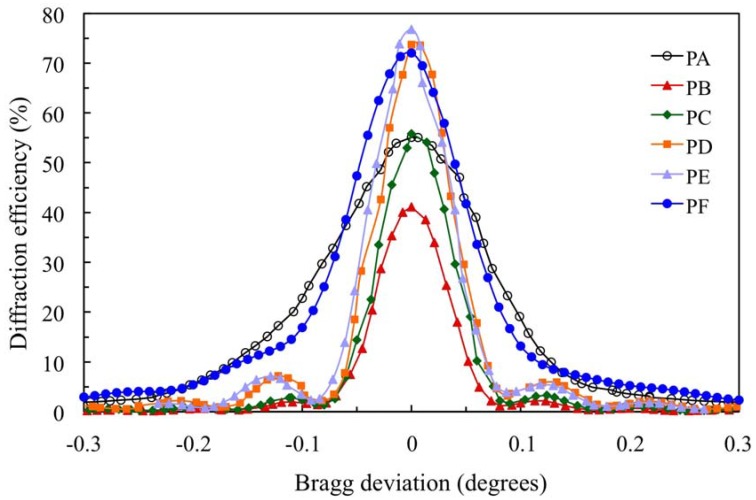 80
70
60
50
40
30
20
10
0
Diffraction efficiency (%)
PA
PB
PC
PD
PE
PF
-0.3 -0.2 -0.1 0 0.1 0.2 0.3
Bragg deviation (degrees)